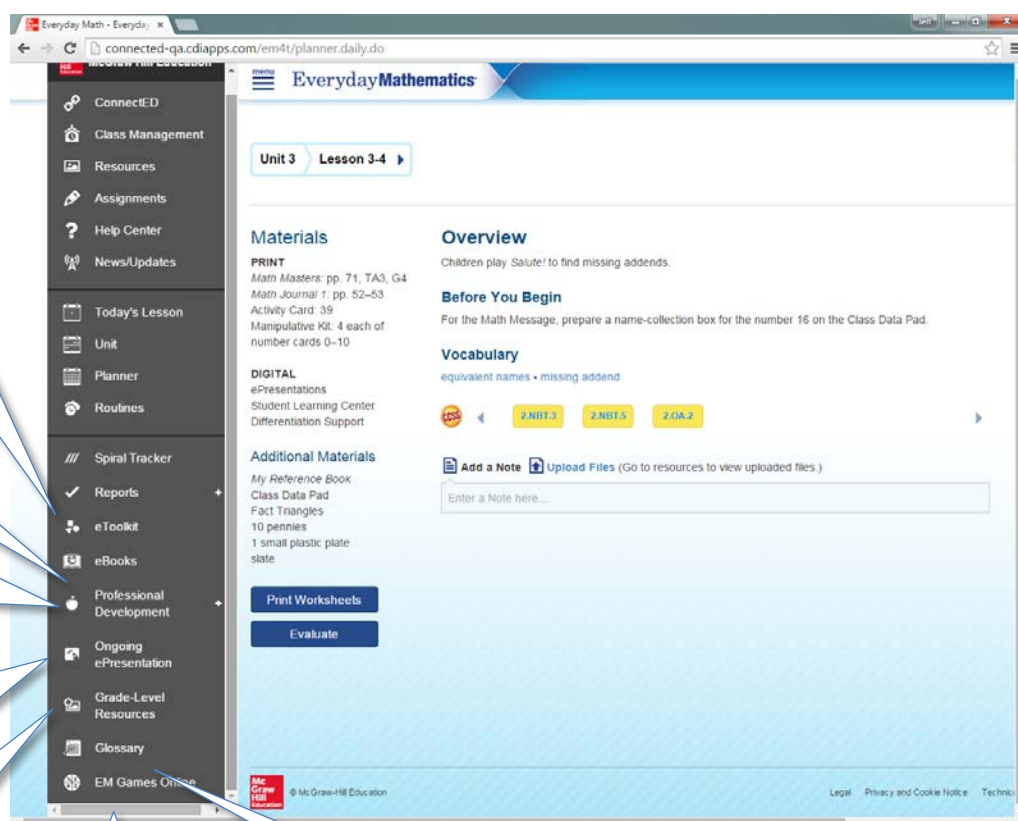 Everyday Math - Everyday
connected-qa.cdiapps.com/em4t/planner.daily.do
McGraw Hill Education
menu
EverydayMathematics
ConnectED
Class Management
Resources
Assignments
Help Center
News/Updates
Today's Lesson
Unit
Planner
Routines
Spiral Tracker
Reports +
eToolkit
eBooks
Professional
Development +
Ongoing
ePresentation
Grade-Level
Resources
Glossary
EM Games Online
Unit 3 Lesson 3-4
Materials
PRINT
Math Masters: pp. 71, TA3, G4
Math Journal 1: pp. 52–53
Activity Card: 39
Manipulative Kit: 4 each of
number cards 0–10
DIGITAL
ePresentations
Student Learning Center
Differentiation Support
Additional Materials
My Reference Book
Class Data Pad
Fact Triangles
10 pennies
1 small plastic plate
slate
Print Worksheets
Evaluate
Overview
Children play Salute! to find missing addends.
Before You Begin
For the Math Message, prepare a name-collection box for the number 16 on the Class Data Pad.
Vocabulary
equivalent names • missing addend
CCSS 2.NBT.3 2.NBT.5 2.OA.2
Add a Note Upload Files (Go to resources to view uploaded files.)
Enter a Note here...
Mc
Graw
Hill
Education
© McGraw-Hill Education
Legal Privacy and Cookie Notice Technic